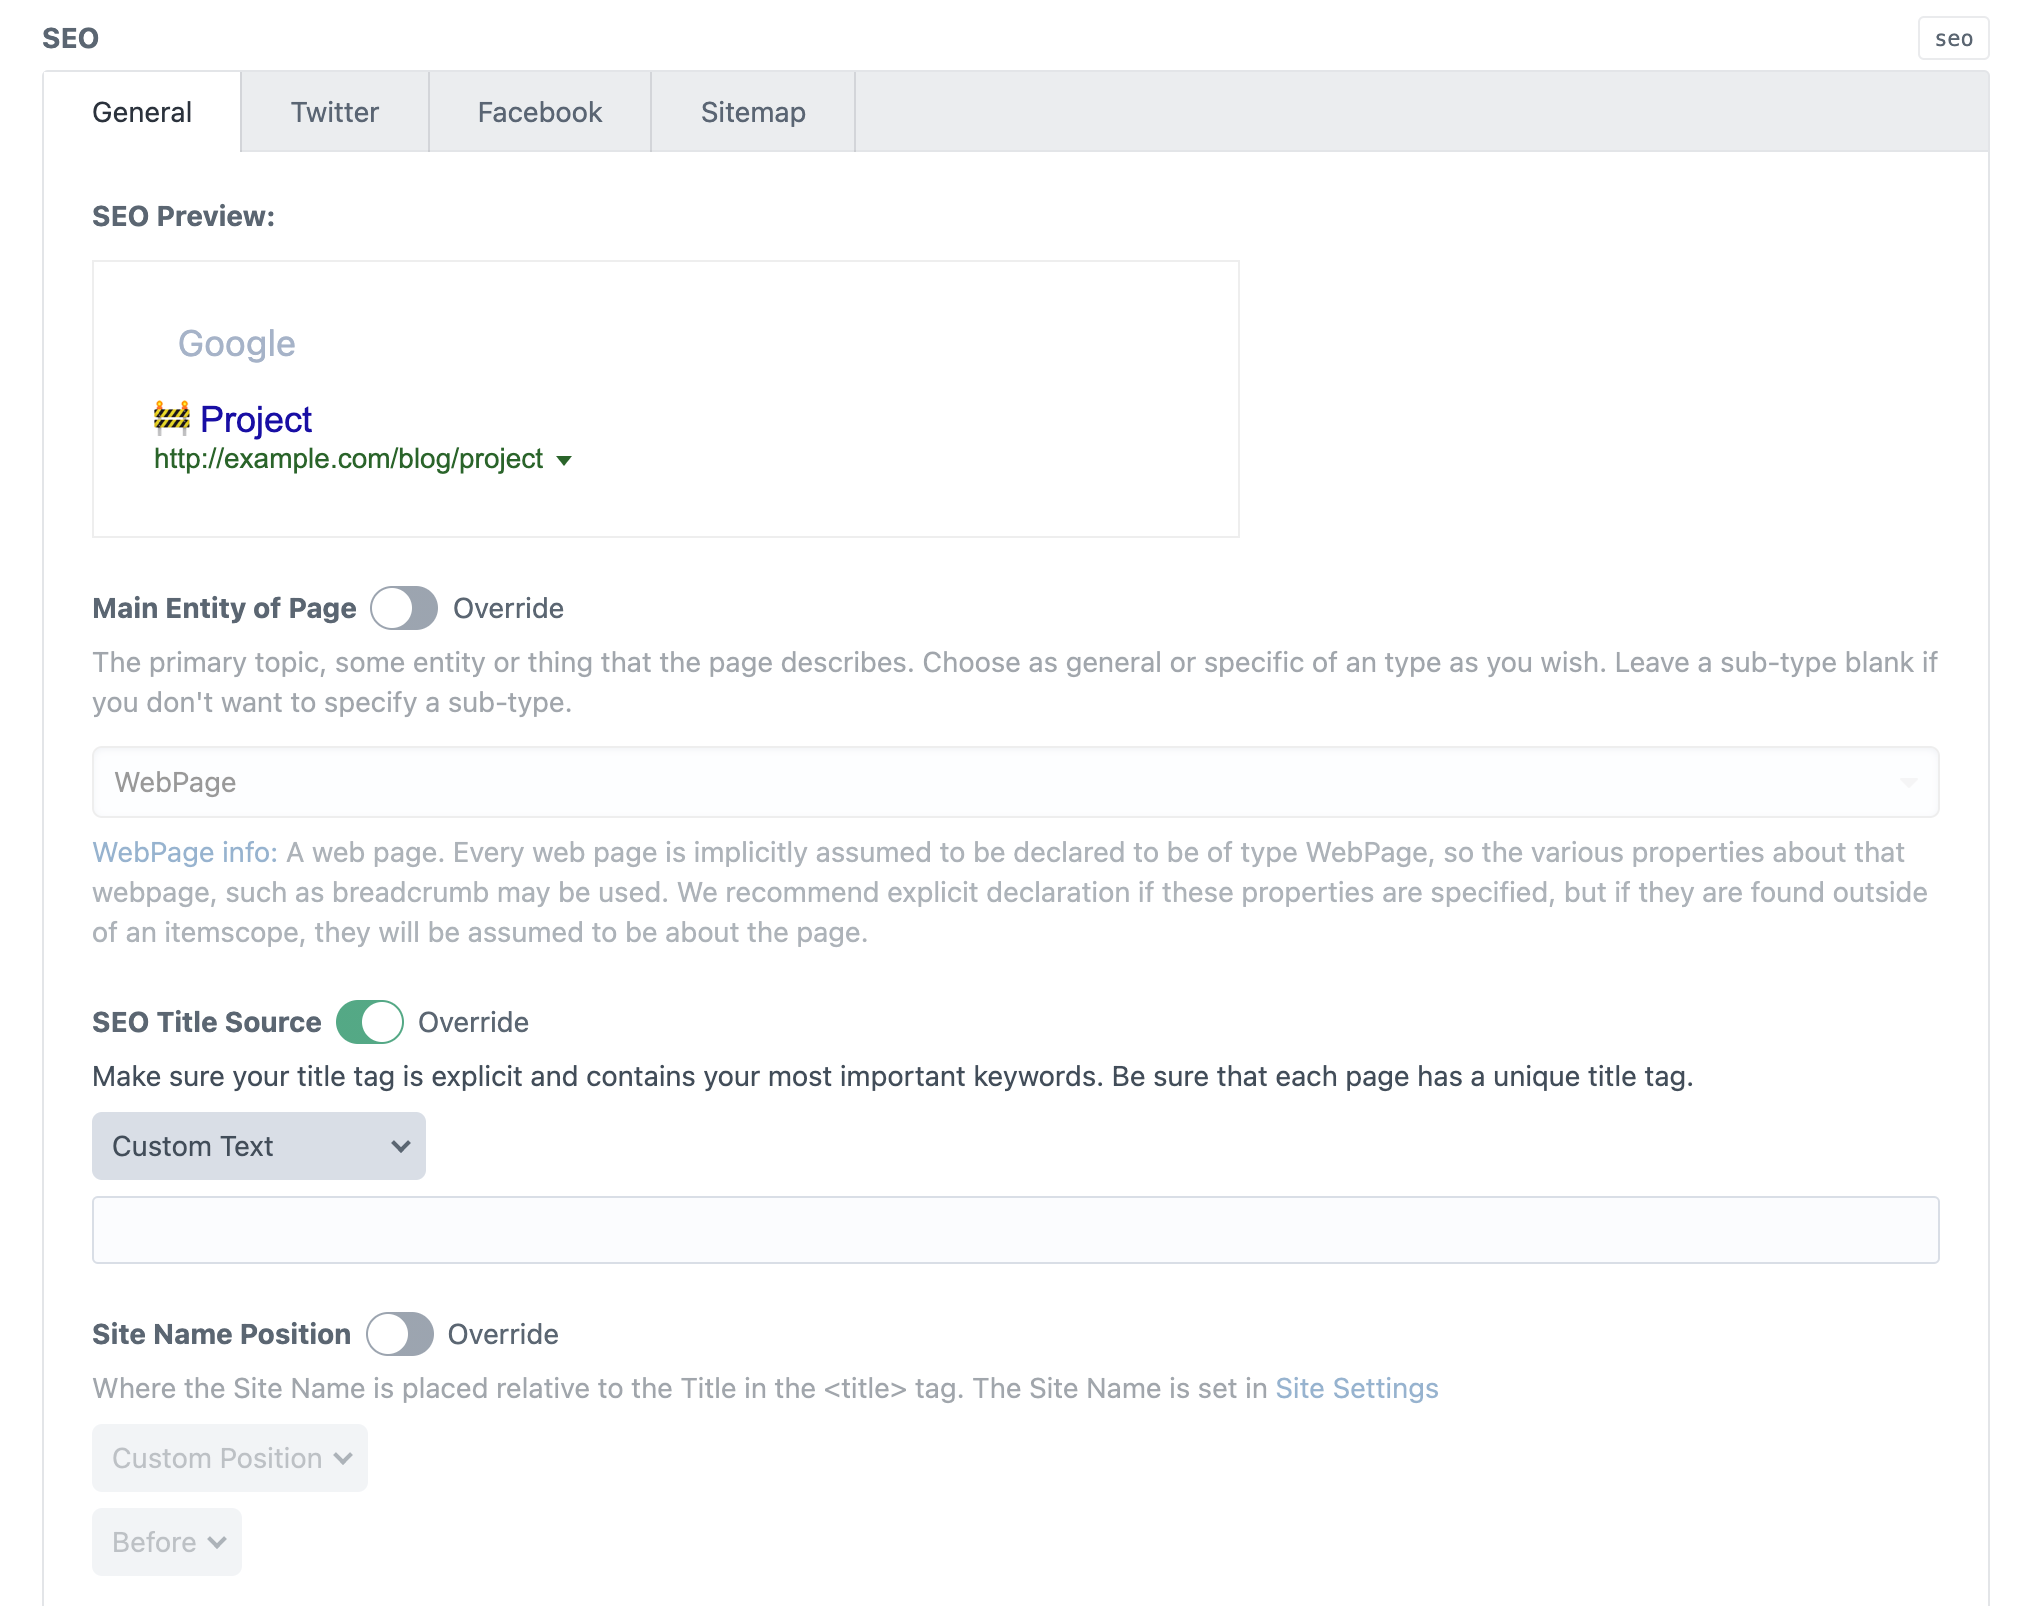 SEO
seo
General
Twitter
Facebook
Sitemap
SEO Preview:
Google
🚧 Project
http://example.com/blog/project
Main Entity of Page Override
The primary topic, some entity or thing that the page describes. Choose as general or specific of an type as you wish. Leave a sub-type blank if
you don't want to specify a sub-type.
WebPage
WebPage info: A web page. Every web page is implicitly assumed to be declared to be of type WebPage, so the various properties about that
webpage, such as breadcrumb may be used. We recommend explicit declaration if these properties are specified, but if they are found outside
of an itemscope, they will be assumed to be about the page.
SEO Title Source Override
Make sure your title tag is explicit and contains your most important keywords. Be sure that each page has a unique title tag.
Custom Text
Site Name Position Override
Where the Site Name is placed relative to the Title in the <title> tag. The Site Name is set in Site Settings
Custom Position
Before